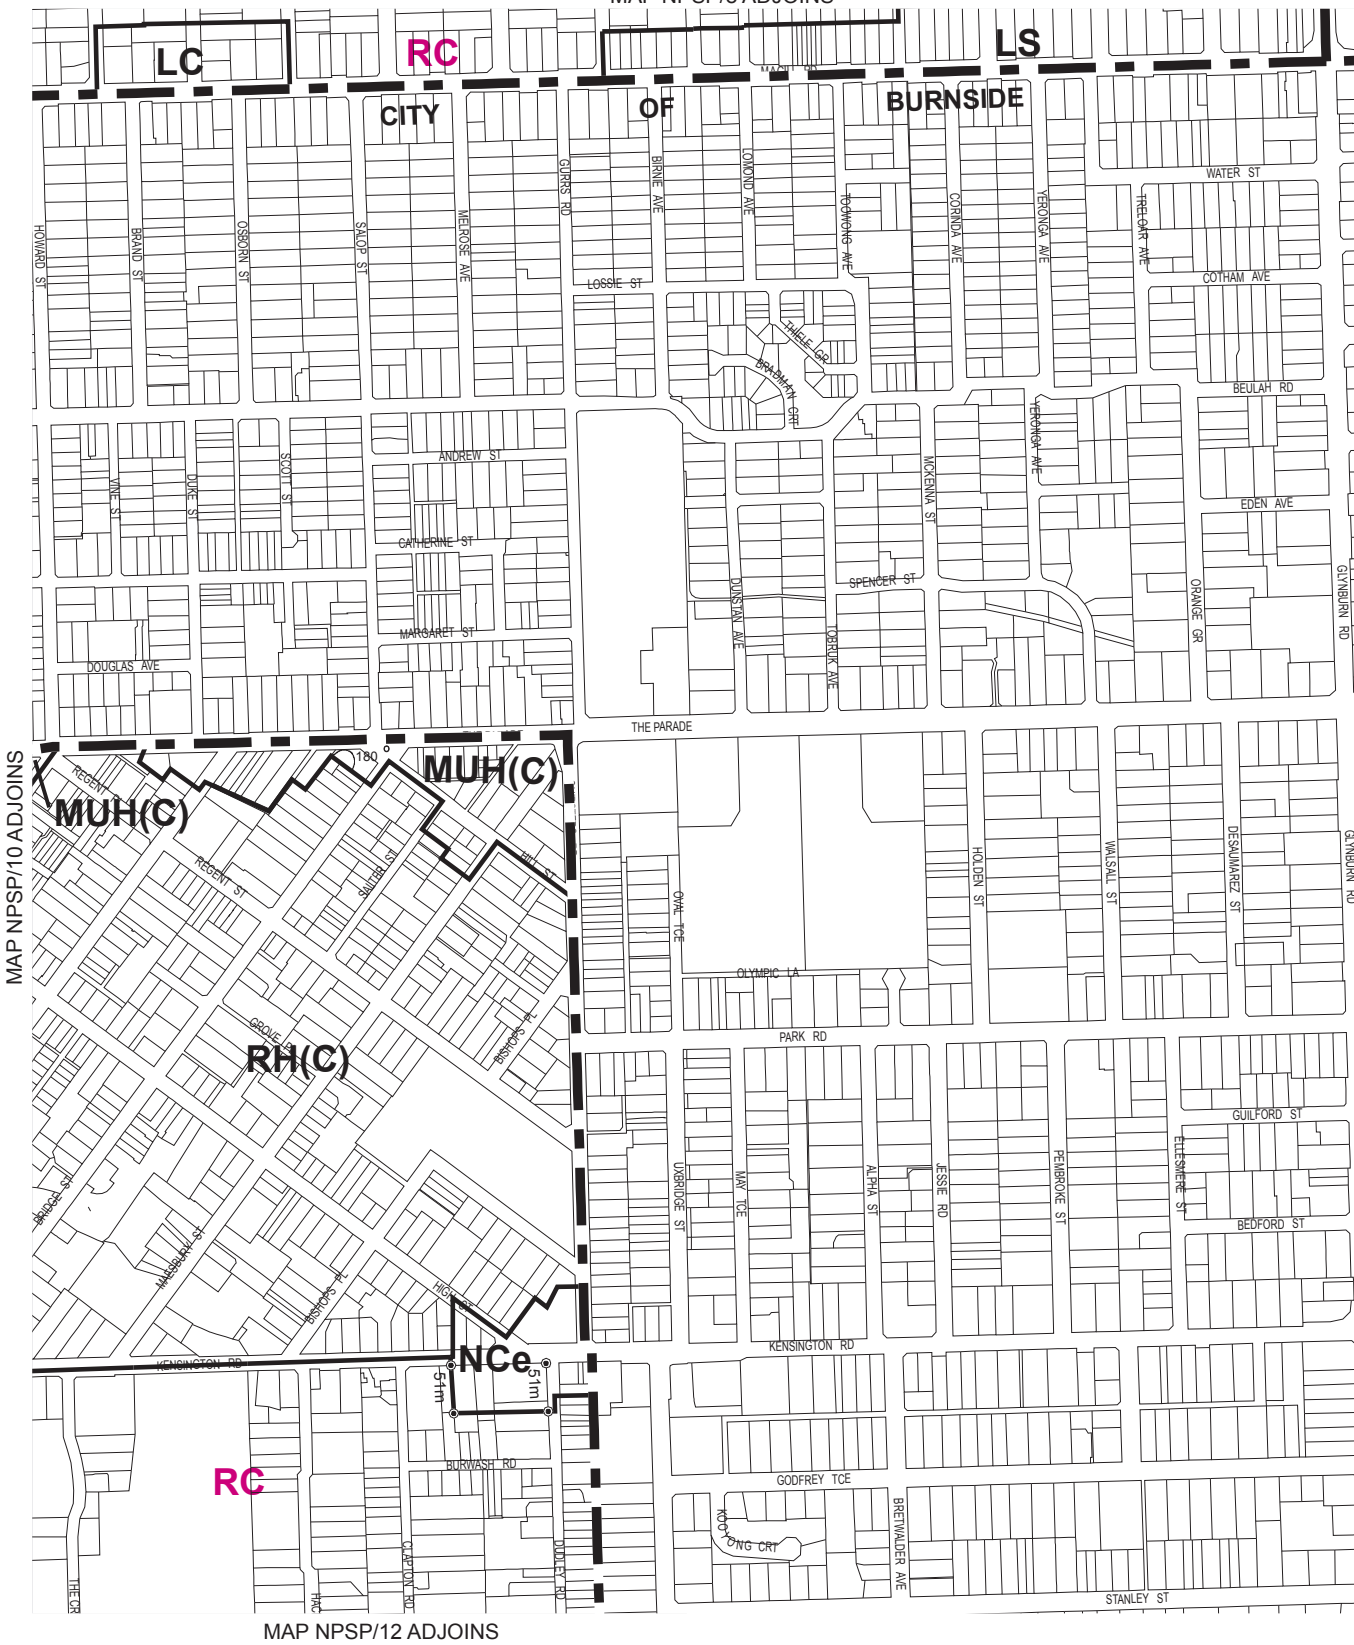 LC
RC
LS
CITY OF BURNSIDE
WATER ST
HOWARD ST
BRAND ST
OSBORN ST
SALOP ST
MELROSE AVE
GURRS RD
BIRNIE AVE
LOMOND AVE
TOOWONG AVE
CORINDA AVE
YERONGA AVE
TRELOAR AVE
COTHAM AVE
LOSSIE ST
THIELE GR
BRADMAN CRT
BEULAH RD
ANDREW ST
YERONGA AVE
VINE ST
DUKE ST
SCOTT ST
MCKENNA ST
EDEN AVE
CATHERINE ST
SPENCER ST
DUNSTAN AVE
TOBRUK AVE
ORANGE GR
GLYNBURN RD
MARGARET ST
DOUGLAS AVE
THE PARADE
180
MUH(C)
MUH(C)
MAP NPSP/10 ADJOINS
REGENT ST
SALTER ST
HILL ST
OVAL TCE
HOLDEN ST
WALSALL ST
DESAUMAREZ ST
GLYNBURN RD
OLYMPIC LA
GROVE
BISHOPS PL
PARK RD
RH(C)
GUILFORD ST
BRIDGE ST
MAESBURY ST
BISHOPS PL
HIGH ST
UXBRIDGE ST
MAY TCE
ALPHA ST
JESSIE RD
PEMBROKE ST
ELLESMERE ST
BEDFORD ST
KENSINGTON RD
KENSINGTON RD
NCe
51m
51m
RC
BURWASH RD
GODFREY TCE
KOOYONG CRT
BRETWALDER AVE
CLAPTON RD
DUDLEY RD
THE CR
HAC
STANLEY ST
MAP NPSP/12 ADJOINS